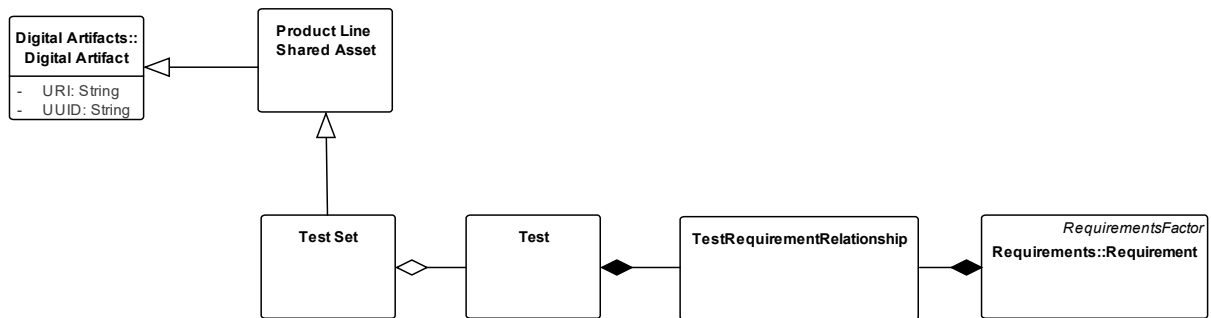 Digital Artifacts::
Digital Artifact
- URI: String
- UUID: String
Product Line
Shared Asset
Test Set
Test
TestRequirementRelationship
RequirementsFactor
Requirements::Requirement